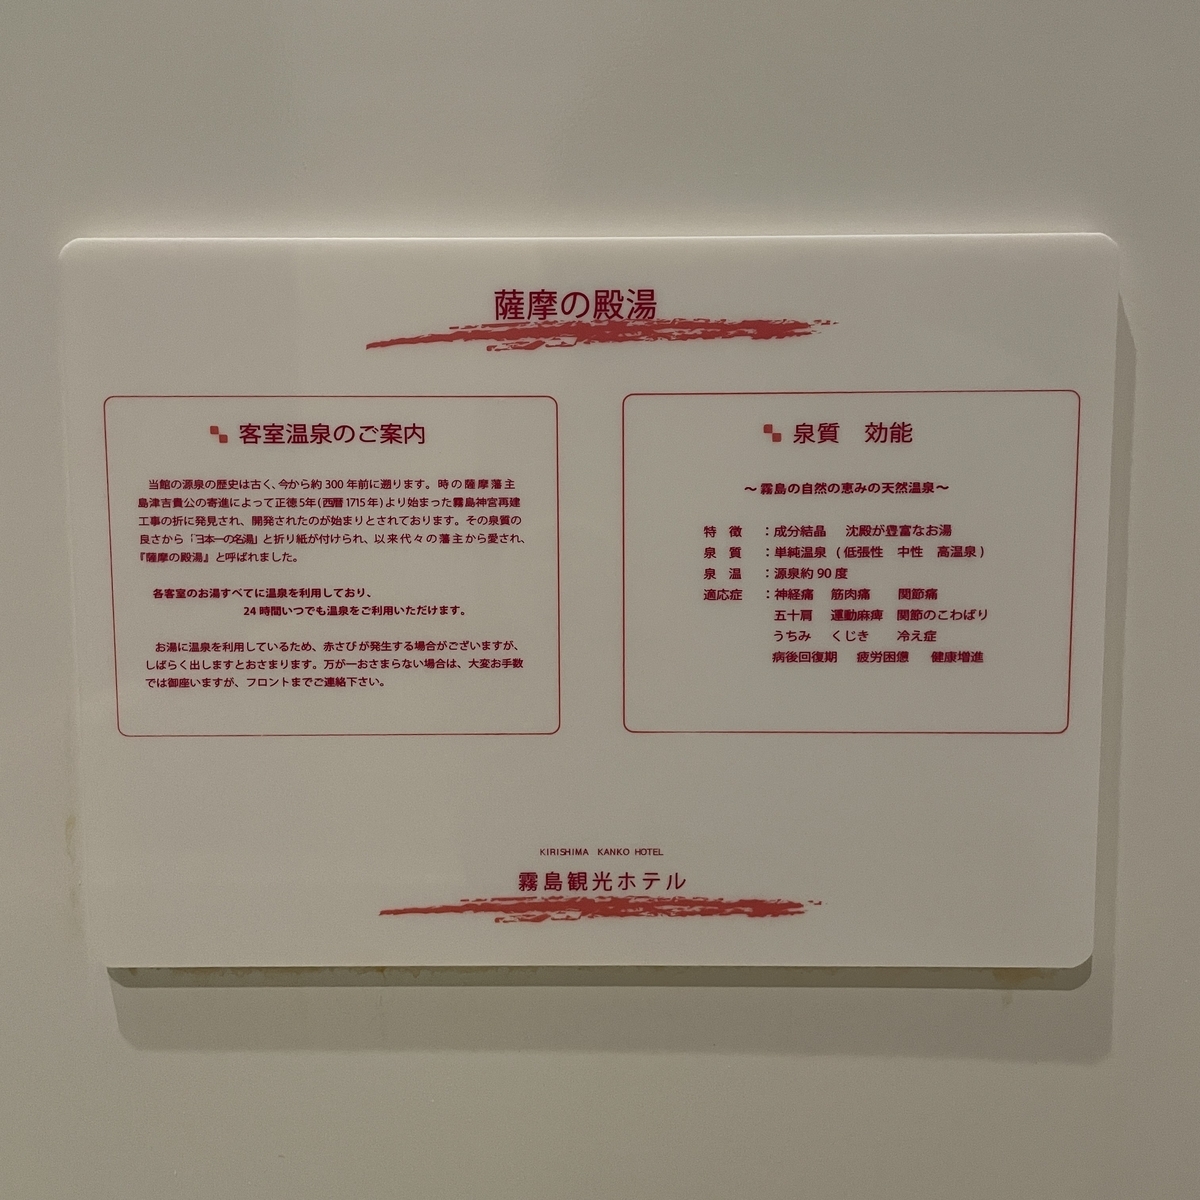 薩摩の殿湯
客室温泉のご案内
当館の源泉の歴史は古く、今から約300年前に遡ります。時の薩摩藩主
島津吉貴公の寄進によって正徳5年(西暦1715年)より始まった霧島神宮再建
工事の折に発見され、開発されたのが始まりとされております。その泉質の
良さから「日本一の名湯」と折り紙が付けられ、以来代々の藩主から愛され、
『薩摩の殿湯』と呼ばれました。
各客室のお湯すべてに温泉を利用しており、
24時間いつでも温泉をご利用いただけます。
お湯に温泉を利用しているため、赤さびが発生する場合がございますが、
しばらく出しますとおさまります。万が一おさまらない場合は、大変お手数
では御座いますが、フロントまでご連絡下さい。
泉質　効能
～霧島の自然の恵みの天然温泉～
特　徴　：成分結晶　沈殿が豊富なお湯
泉　質　：単純温泉 (低張性　中性　高温泉)
泉　温　：源泉約90度
適応症　：神経痛　筋肉痛　関節痛
五十肩　運動麻痺　関節のこわばり
うちみ　くじき　冷え症
病後回復期　疲労困憊　健康増進
KIRISHIMA KANKO HOTEL
霧島観光ホテル